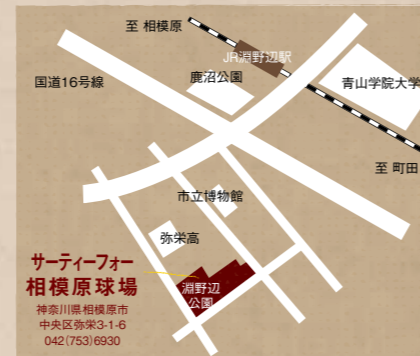 至 相模原
JR淵野辺駅
国道16号線
鹿沼公園
青山学院大学
至 町田
市立博物館
弥栄高
淵野辺
公園
サーティーフォー
相模原球場
神奈川県相模原市
中央区弥栄3-1-6
042(753)6930